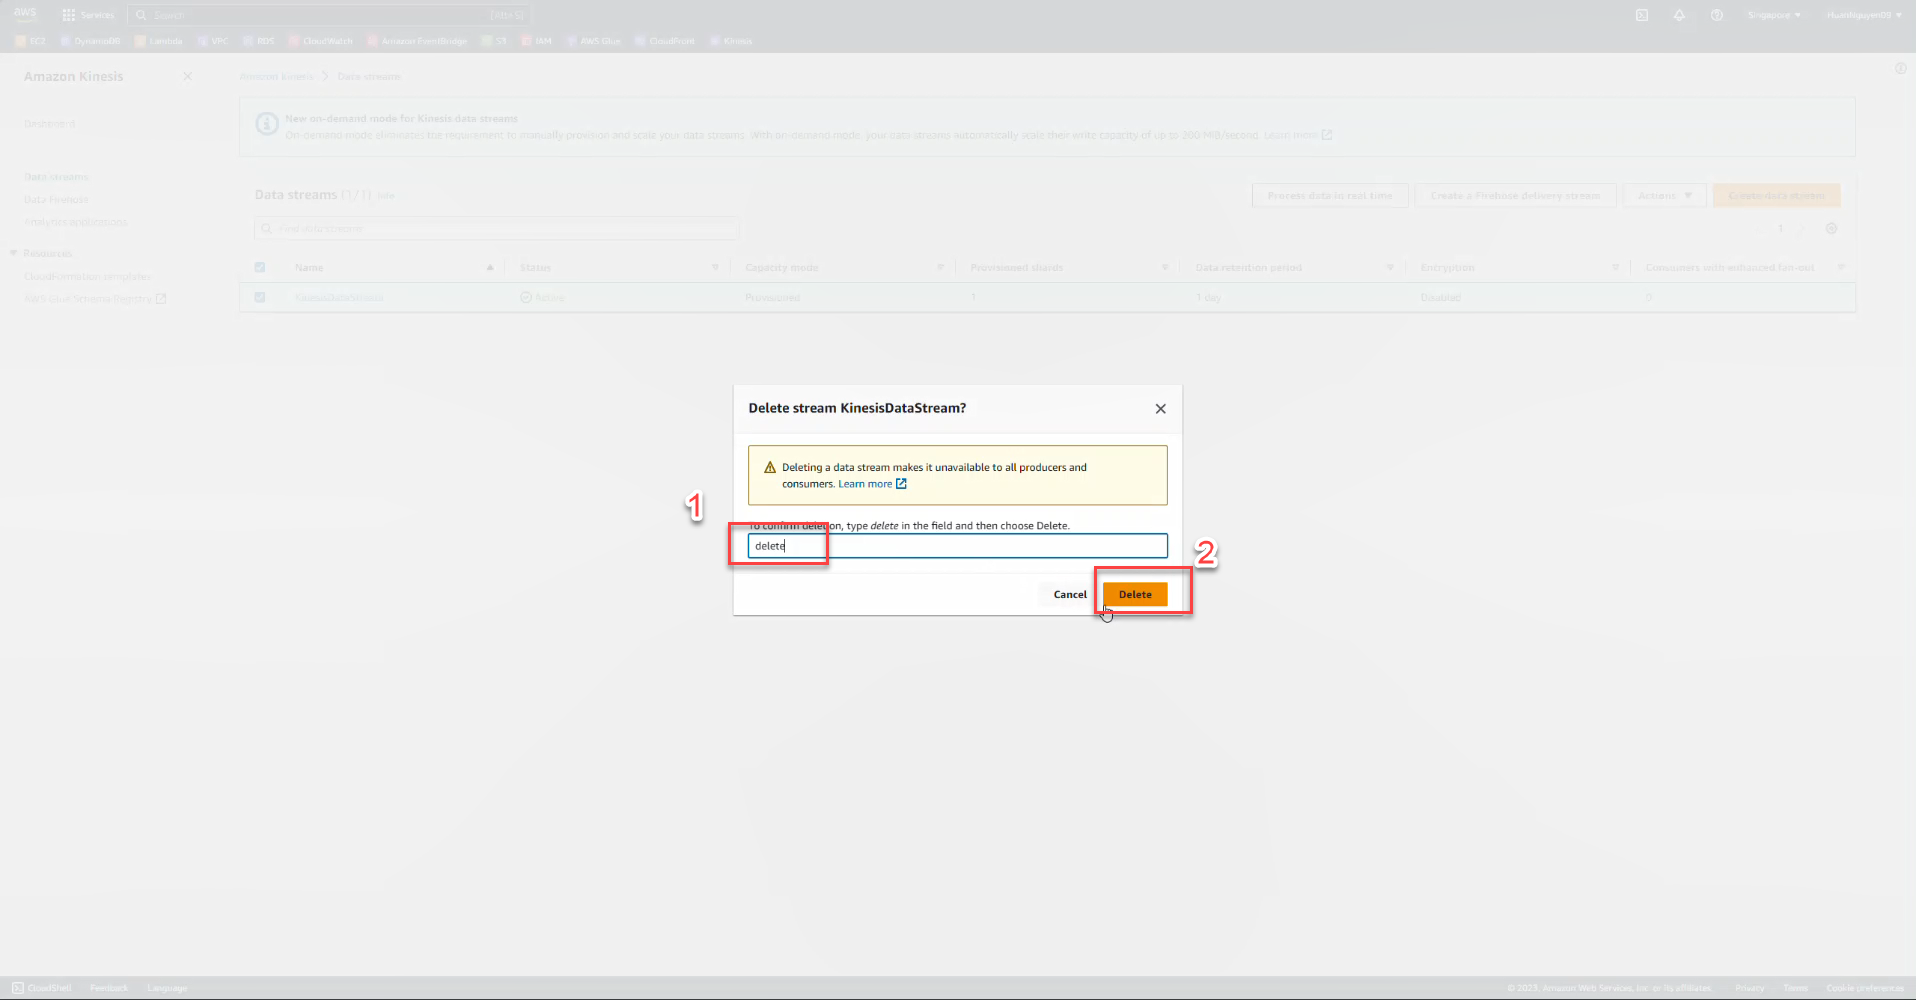 aws
Services
Search
[Alt+S]
Singapore
HuanNguyen09
EC2
DynamoDB
Lambda
VPC
RDS
CloudWatch
Amazon EventBridge
S3
IAM
AWS Glue
CloudFront
Kinesis
Amazon Kinesis
Dashboard
Data streams
Data Firehose
Analytics applications
Resources
CloudFormation templates
AWS Glue Schema Registry
Amazon Kinesis
Data streams
New on-demand mode for Kinesis data streams
On-demand mode eliminates the requirement to manually provision and scale your data streams. With on-demand mode, your data streams automatically scale their write capacity of up to 200 MiB/second. Learn more
Data streams (1/1) Info
Process data in real time
Create a Firehose delivery stream
Actions
Create data stream
Find data streams
1
Name
Status
Capacity mode
Provisioned shards
Data retention period
Encryption
Consumers with enhanced fan-out
KinesisDataStream
Active
Provisioned
1
1 day
Disabled
0
Delete stream KinesisDataStream?
Deleting a data stream makes it unavailable to all producers and
consumers. Learn more
1
To confirm deletion, type delete in the field and then choose Delete.
delete
2
Cancel
Delete
CloudShell
Feedback
Language
© 2023, Amazon Web Services, Inc. or its affiliates.
Privacy
Terms
Cookie preferences